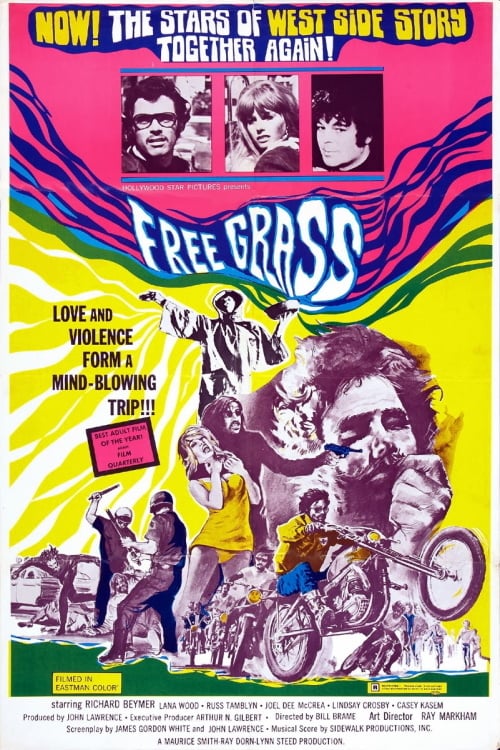 NOW! THE STARS OF WEST SIDE STORY
TOGETHER AGAIN!
HOLLYWOOD STAR PICTURES presents
FREE GRASS
LOVE AND
VIOLENCE
FORM A
MIND-BLOWING
TRIP!!!
BEST ADULT FILM
OF THE YEAR!
FILM
QUARTERLY
FILMED IN
EASTMAN COLOR
R
starring RICHARD BEYMER LANA WOOD • RUSS TAMBLYN • JOEL DEE McCREA • LINDSAY CROSBY • CASEY KASEM
Produced by JOHN LAWRENCE • Executive Producer ARTHUR N. GILBERT • Directed by BILL BRAME Art Director RAY MARKHAM
Screenplay by JAMES GORDON WHITE and JOHN LAWRENCE • Musical Score by SIDEWALK PRODUCTIONS, INC.
A MAURICE SMITH-RAY DORN-LYNN STEED PRODUCTION.